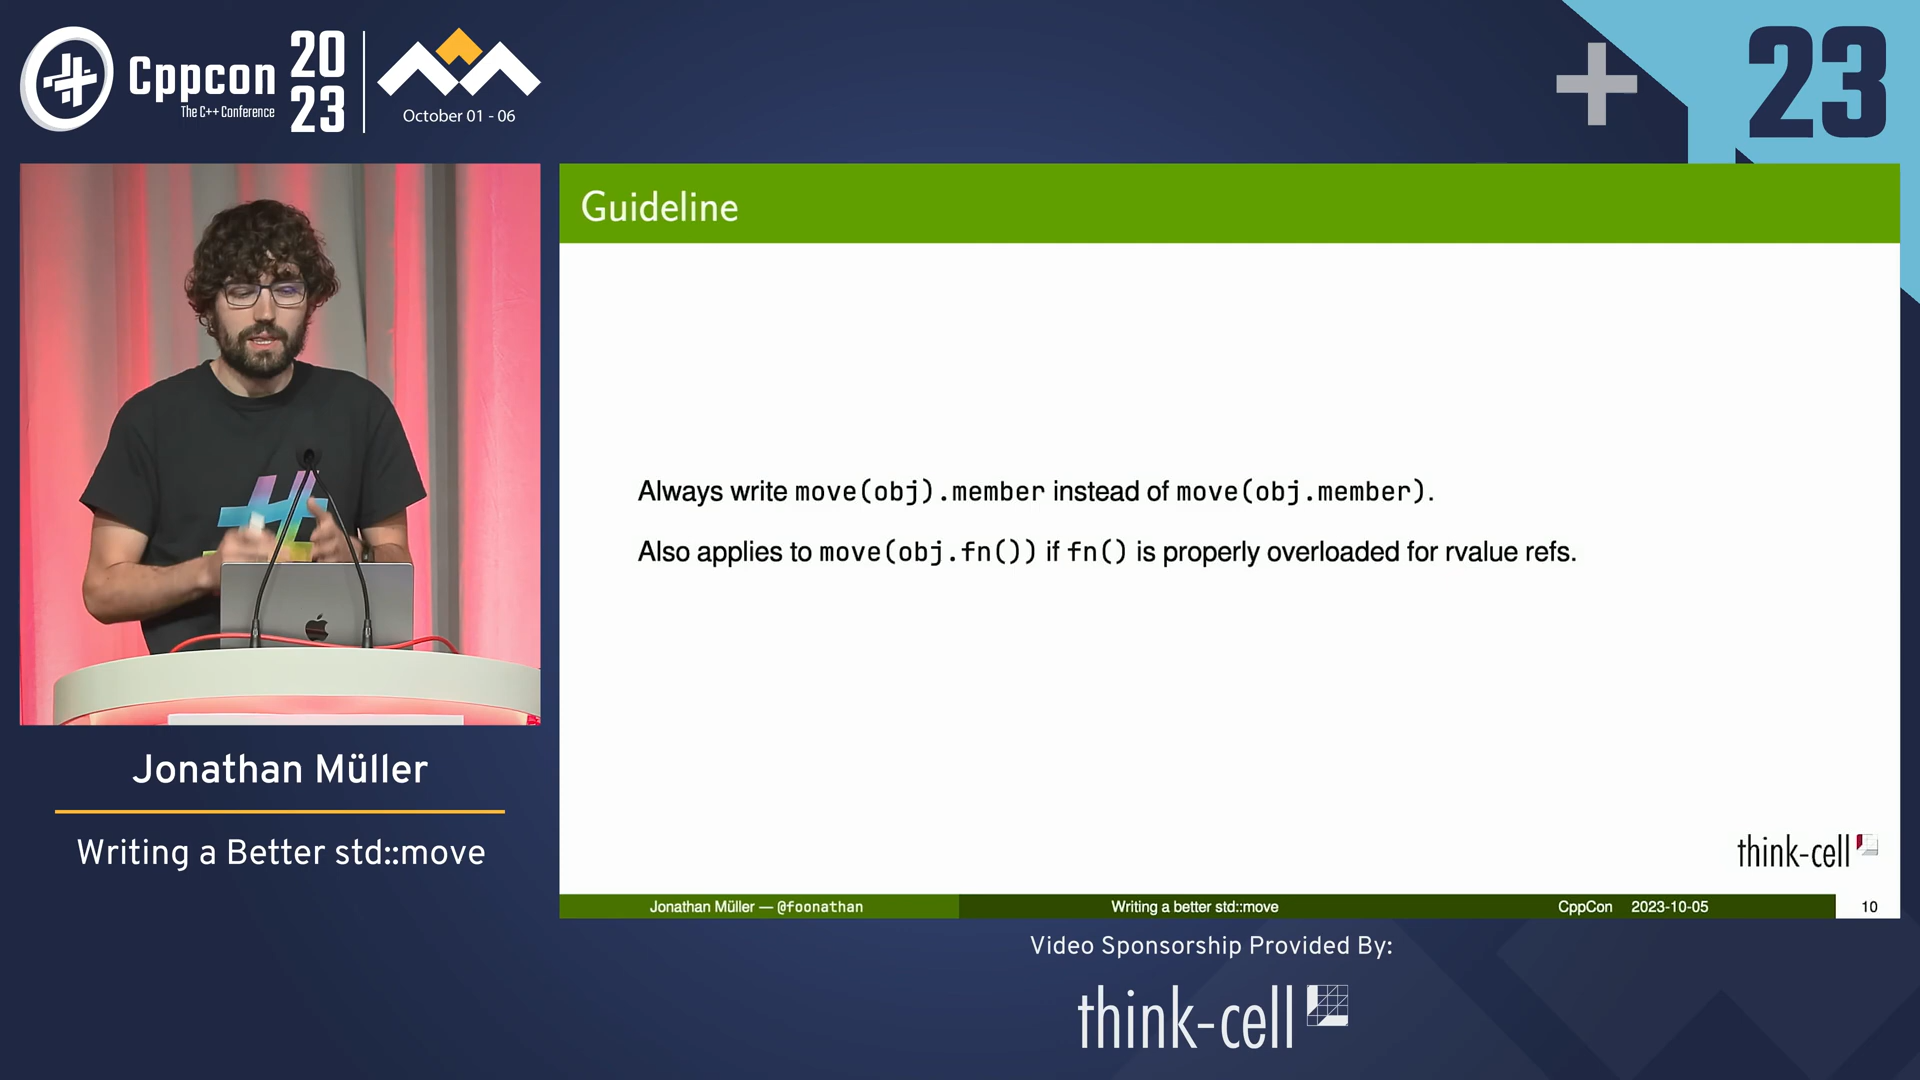 Cppcon
The C++ Conference
20
23
October 01 - 06
23
Guideline
Always write move(obj).member instead of move(obj.member).
Also applies to move(obj.fn()) if fn() is properly overloaded for rvalue refs.
think-cell
Jonathan Müller — @foonathan
Writing a better std::move
CppCon 2023-10-05
10
Jonathan Müller
Writing a Better std::move
Video Sponsorship Provided By:
think-cell